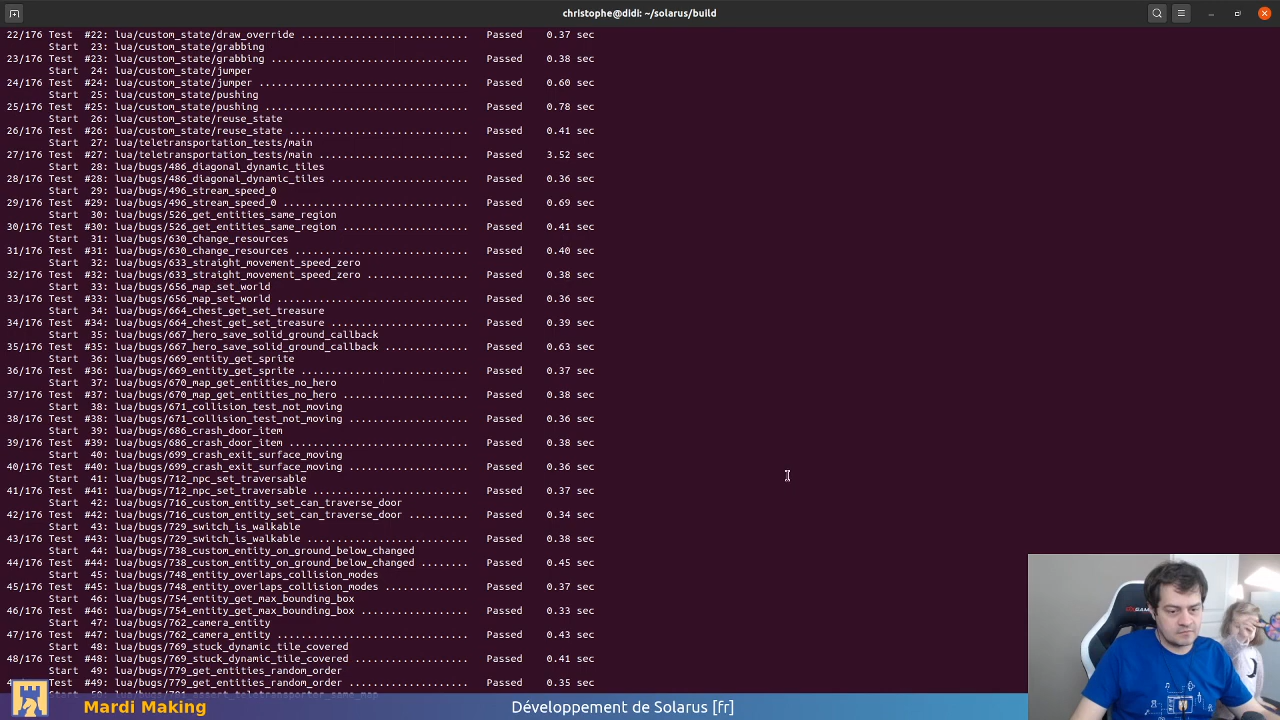 christophe@didi: ~/solarus/build
22/176 Test #22: lua/custom_state/draw_override ............................ Passed 0.37 sec
Start 23: lua/custom_state/grabbing
23/176 Test #23: lua/custom_state/grabbing ................................. Passed 0.38 sec
Start 24: lua/custom_state/jumper
24/176 Test #24: lua/custom_state/jumper ................................... Passed 0.60 sec
Start 25: lua/custom_state/pushing
25/176 Test #25: lua/custom_state/pushing .................................. Passed 0.78 sec
Start 26: lua/custom_state/reuse_state
26/176 Test #26: lua/custom_state/reuse_state .............................. Passed 0.41 sec
Start 27: lua/teletransportation_tests/main
27/176 Test #27: lua/teletransportation_tests/main ......................... Passed 3.52 sec
Start 28: lua/bugs/486_diagonal_dynamic_tiles
28/176 Test #28: lua/bugs/486_diagonal_dynamic_tiles ....................... Passed 0.36 sec
Start 29: lua/bugs/496_stream_speed_0
29/176 Test #29: lua/bugs/496_stream_speed_0 ............................... Passed 0.69 sec
Start 30: lua/bugs/526_get_entities_same_region
30/176 Test #30: lua/bugs/526_get_entities_same_region ..................... Passed 0.41 sec
Start 31: lua/bugs/630_change_resources
31/176 Test #31: lua/bugs/630_change_resources ............................. Passed 0.40 sec
Start 32: lua/bugs/633_straight_movement_speed_zero
32/176 Test #32: lua/bugs/633_straight_movement_speed_zero ................. Passed 0.38 sec
Start 33: lua/bugs/656_map_set_world
33/176 Test #33: lua/bugs/656_map_set_world ................................ Passed 0.36 sec
Start 34: lua/bugs/664_chest_get_set_treasure
34/176 Test #34: lua/bugs/664_chest_get_set_treasure ....................... Passed 0.39 sec
Start 35: lua/bugs/667_hero_save_solid_ground_callback
35/176 Test #35: lua/bugs/667_hero_save_solid_ground_callback .............. Passed 0.63 sec
Start 36: lua/bugs/669_entity_get_sprite
36/176 Test #36: lua/bugs/669_entity_get_sprite ............................ Passed 0.37 sec
Start 37: lua/bugs/670_map_get_entities_no_hero
37/176 Test #37: lua/bugs/670_map_get_entities_no_hero ..................... Passed 0.38 sec
Start 38: lua/bugs/671_collision_test_not_moving
38/176 Test #38: lua/bugs/671_collision_test_not_moving .................... Passed 0.36 sec
Start 39: lua/bugs/686_crash_door_item
39/176 Test #39: lua/bugs/686_crash_door_item .............................. Passed 0.38 sec
Start 40: lua/bugs/699_crash_exit_surface_moving
40/176 Test #40: lua/bugs/699_crash_exit_surface_moving .................... Passed 0.36 sec
Start 41: lua/bugs/712_npc_set_traversable
41/176 Test #41: lua/bugs/712_npc_set_traversable .......................... Passed 0.37 sec
Start 42: lua/bugs/716_custom_entity_set_can_traverse_door
42/176 Test #42: lua/bugs/716_custom_entity_set_can_traverse_door .......... Passed 0.34 sec
Start 43: lua/bugs/729_switch_is_walkable
43/176 Test #43: lua/bugs/729_switch_is_walkable ........................... Passed 0.38 sec
Start 44: lua/bugs/738_custom_entity_on_ground_below_changed
44/176 Test #44: lua/bugs/738_custom_entity_on_ground_below_changed ........ Passed 0.45 sec
Start 45: lua/bugs/748_entity_overlaps_collision_modes
45/176 Test #45: lua/bugs/748_entity_overlaps_collision_modes .............. Passed 0.37 sec
Start 46: lua/bugs/754_entity_get_max_bounding_box
46/176 Test #46: lua/bugs/754_entity_get_max_bounding_box .................. Passed 0.33 sec
Start 47: lua/bugs/762_camera_entity
47/176 Test #47: lua/bugs/762_camera_entity ................................ Passed 0.43 sec
Start 48: lua/bugs/769_stuck_dynamic_tile_covered
48/176 Test #48: lua/bugs/769_stuck_dynamic_tile_covered ................... Passed 0.41 sec
Start 49: lua/bugs/779_get_entities_random_order
Test #49: lua/bugs/779_get_entities_random_order .................... Passed 0.35 sec
Mardi Making
Développement de Solarus [fr]